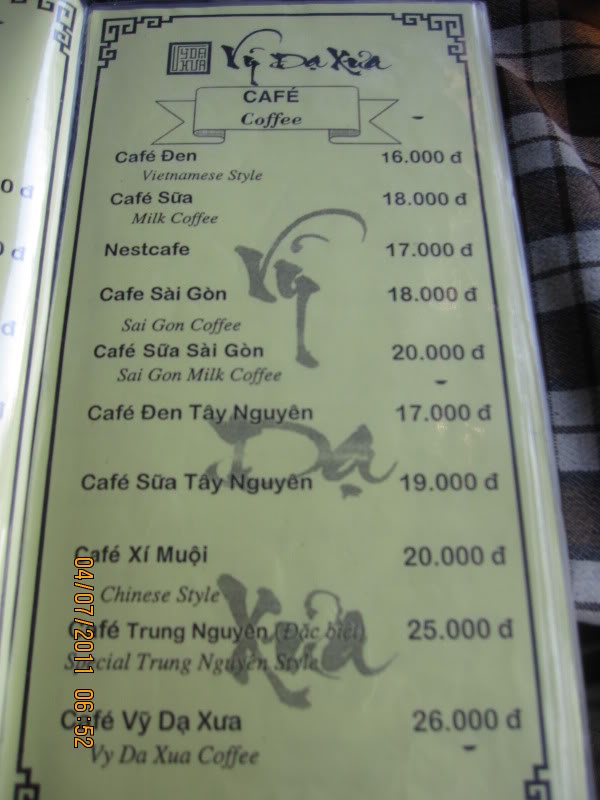 VỸ DẠ XƯA
Vỹ Dạ Xưa
CAFÉ
Coffee
Café Đen 16.000 đ
Vietnamese Style
Café Sữa 18.000 đ
Milk Coffee
Nestcafe 17.000 đ
Cafe Sài Gòn 18.000 đ
Sai Gon Coffee
Café Sữa Sài Gòn 20.000 đ
Sai Gon Milk Coffee
Café Đen Tây Nguyên 17.000 đ
Café Sữa Tây Nguyên 19.000 đ
Café Xí Muội 20.000 đ
Chinese Style
Café Trung Nguyên (Đặc biệt) 25.000 đ
Special Trung Nguyên Style
Café Vỹ Dạ Xưa 26.000 đ
Vy Da Xua Coffee
Vỹ
Dạ
Xưa
04/07/2011 06:52